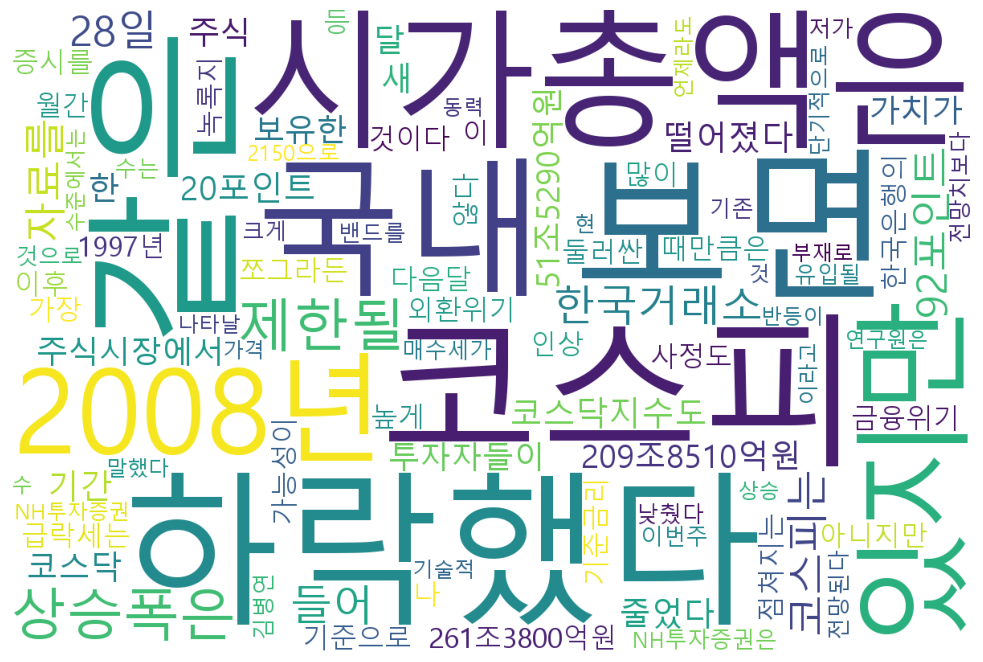 28일
주식
등
증시를
월간
녹록지
달
새
시가총액은
동력
언제라도
저가
보유한
것이다
이
떨어졌다
단기적으로
가치가
같은
자료를
수준에서는
수는
2150으로
한
20포인트
국내
보면
많이
않다
51조5290억원
한국은행의
92포인트
전망치보다
1997년
크게
밴드를
현
둘러싼
기존
때만큼은
부재로
것
유입될
것으로
이후
가장
쪼그라든
다음달
외환위기
한국거래소
반등이
나타날
제한될
주식시장에서
가격
매수세가
인상
사정도
이라고
연구원은
만
2008년
코스피
높게
코스닥지수도
금융위기
가능성이
투자자들이
209조8510억원
말했다
수
기간
NH투자증권
급락세는
하락했다
기준금리
낮췄다
이번주
상승
점쳐지는
코스피는
전망된다
아니지만
있지
코스닥
기술적
나
상승폭은
김병연
들어
줄었다
기준으로
261조3800억원
NH투자증권은